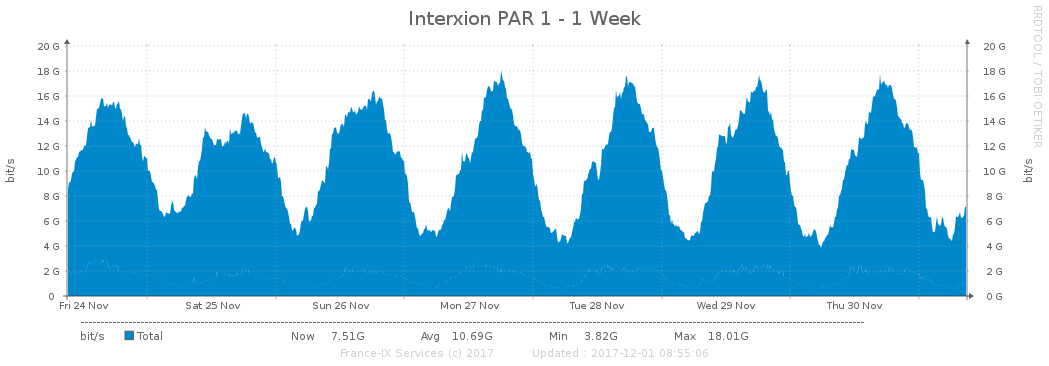 Interxion PAR 1 - 1 Week
RRDTOOL / TOBI OETIKER
bit/s
20 G
18 G
16 G
14 G
12 G
10 G
8 G
6 G
4 G
2 G
0
20 G
18 G
16 G
14 G
12 G
10 G
8 G
6 G
4 G
2 G
0 G
bit/s
Fri 24 Nov Sat 25 Nov Sun 26 Nov Mon 27 Nov Tue 28 Nov Wed 29 Nov Thu 30 Nov
bit/s Total Now 7.51G Avg 10.69G Min 3.82G Max 18.01G
France-IX Services (c) 2017 Updated : 2017-12-01 08:55:06